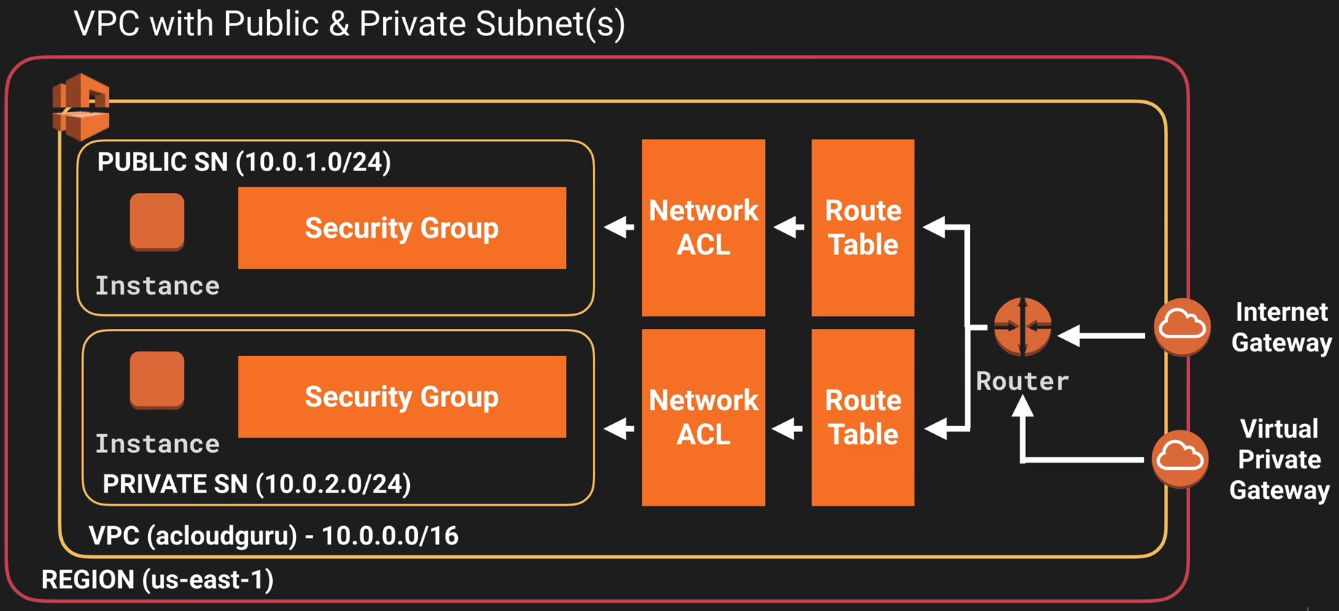 VPC with Public & Private Subnet(s)
PUBLIC SN (10.0.1.0/24)
Instance
Security Group
Network
ACL
Route
Table
Internet
Gateway
Router
Instance
Security Group
Network
ACL
Route
Table
Virtual
Private
Gateway
PRIVATE SN (10.0.2.0/24)
VPC (acloudguru) - 10.0.0.0/16
REGION (us-east-1)